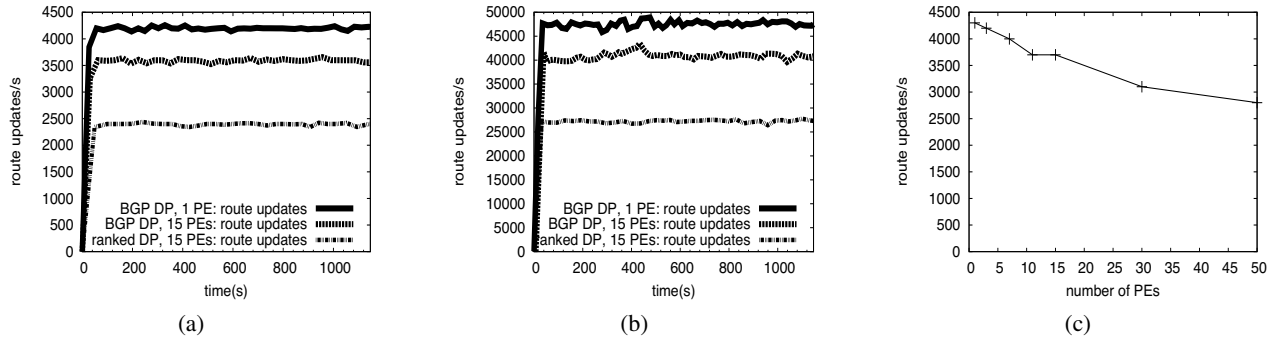 4500
4000
3500
3000
2500
2000
1500
1000
500
0
route updates/s
BGP DP, 1 PE: route updates
BGP DP, 15 PEs: route updates
ranked DP, 15 PEs: route updates
0 200 400 600 800 1000
time(s)
(a)
50000
45000
40000
35000
30000
25000
20000
15000
10000
5000
0
route updates/s
BGP DP, 1 PE: route updates
BGP DP, 15 PEs: route updates
ranked DP, 15 PEs: route updates
0 200 400 600 800 1000
time(s)
(b)
4500
4000
3500
3000
2500
2000
1500
1000
500
0
route updates/s
0 5 10 15 20 25 30 35 40 45 50
number of PEs
(c)